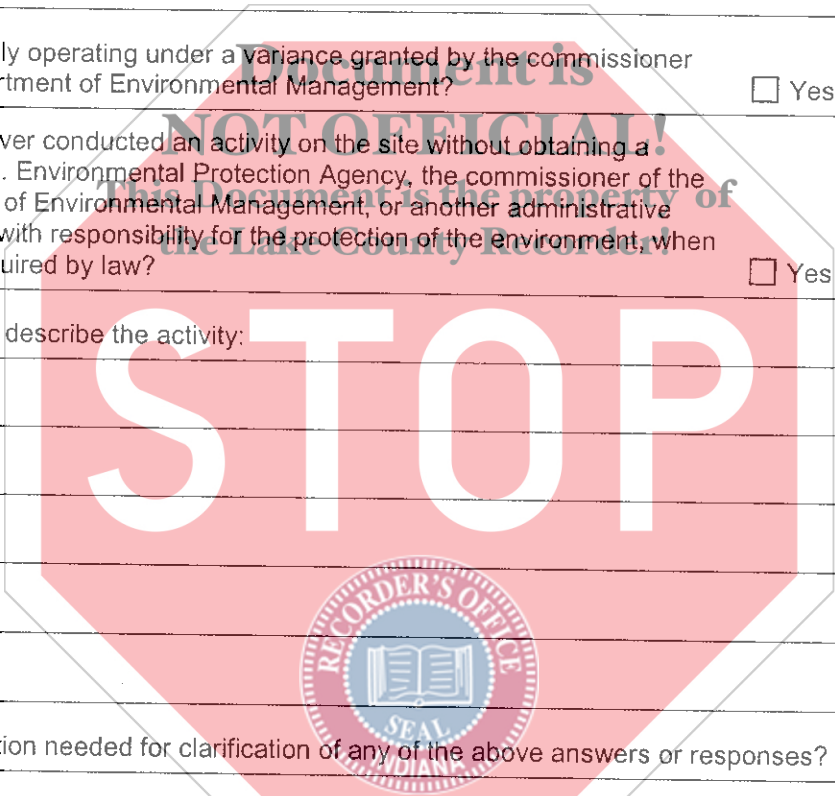 ly operating under a variance granted by the commissioner
rtment of Environmental Management?
Yes
Document is
NOT OFFICIAL!
This Document is the property of
the Lake County Recorder!
ver conducted an activity on the site without obtaining a
. Environmental Protection Agency, the commissioner of the
of Environmental Management, or another administrative
with responsibility for the protection of the environment, when
uired by law?
Yes
describe the activity:
STOP
RECORDER'S OFFICE
SEAL
INDIANA
tion needed for clarification of any of the above answers or responses?